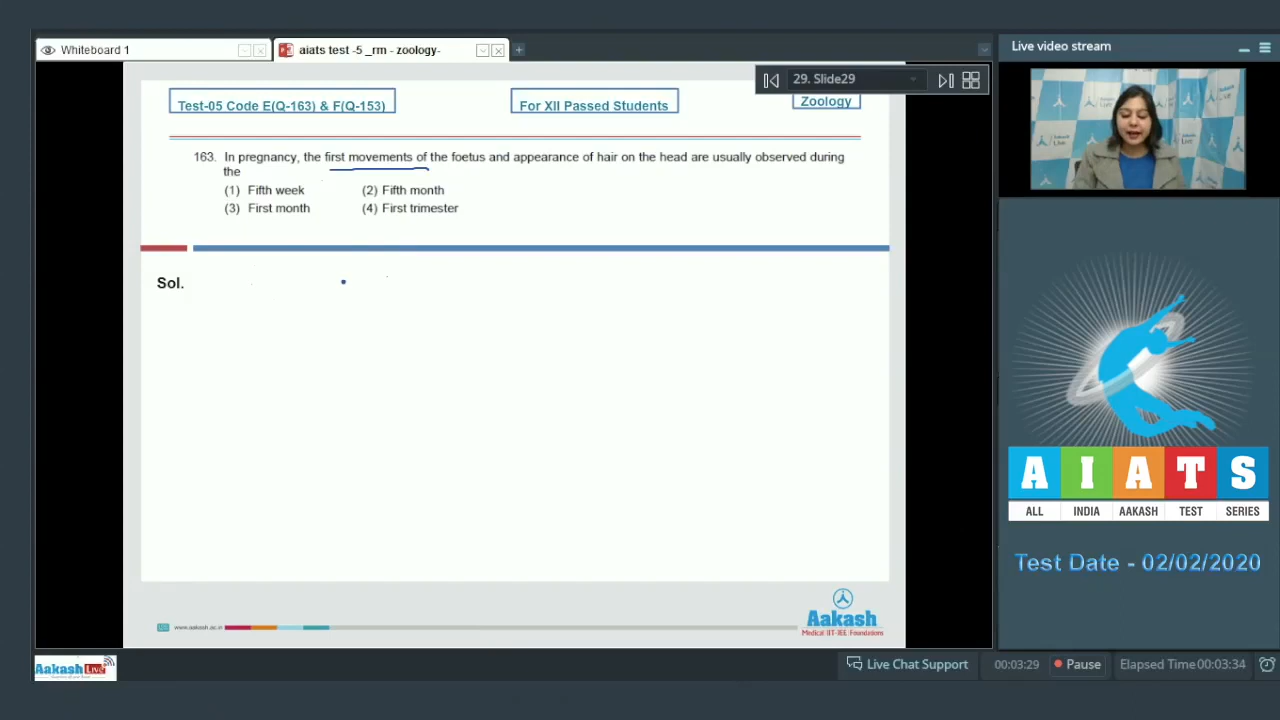 Whiteboard 1
aiats test -5 _rm - zoology-
Live video stream
29. Slide29
Test-05 Code E(Q-163) & F(Q-153)
For XII Passed Students
Zoology
163. In pregnancy, the first movements of the foetus and appearance of hair on the head are usually observed during
the
(1) Fifth week (2) Fifth month
(3) First month (4) First trimester
Sol.
A I A T S
ALL INDIA AAKASH TEST SERIES
Test Date - 02/02/2020
Aakash
Medical|IIT-JEE|Foundations
www.aakash.ac.in
Aakash Live
Live Chat Support
00:03:29
Pause
Elapsed Time 00:03:34